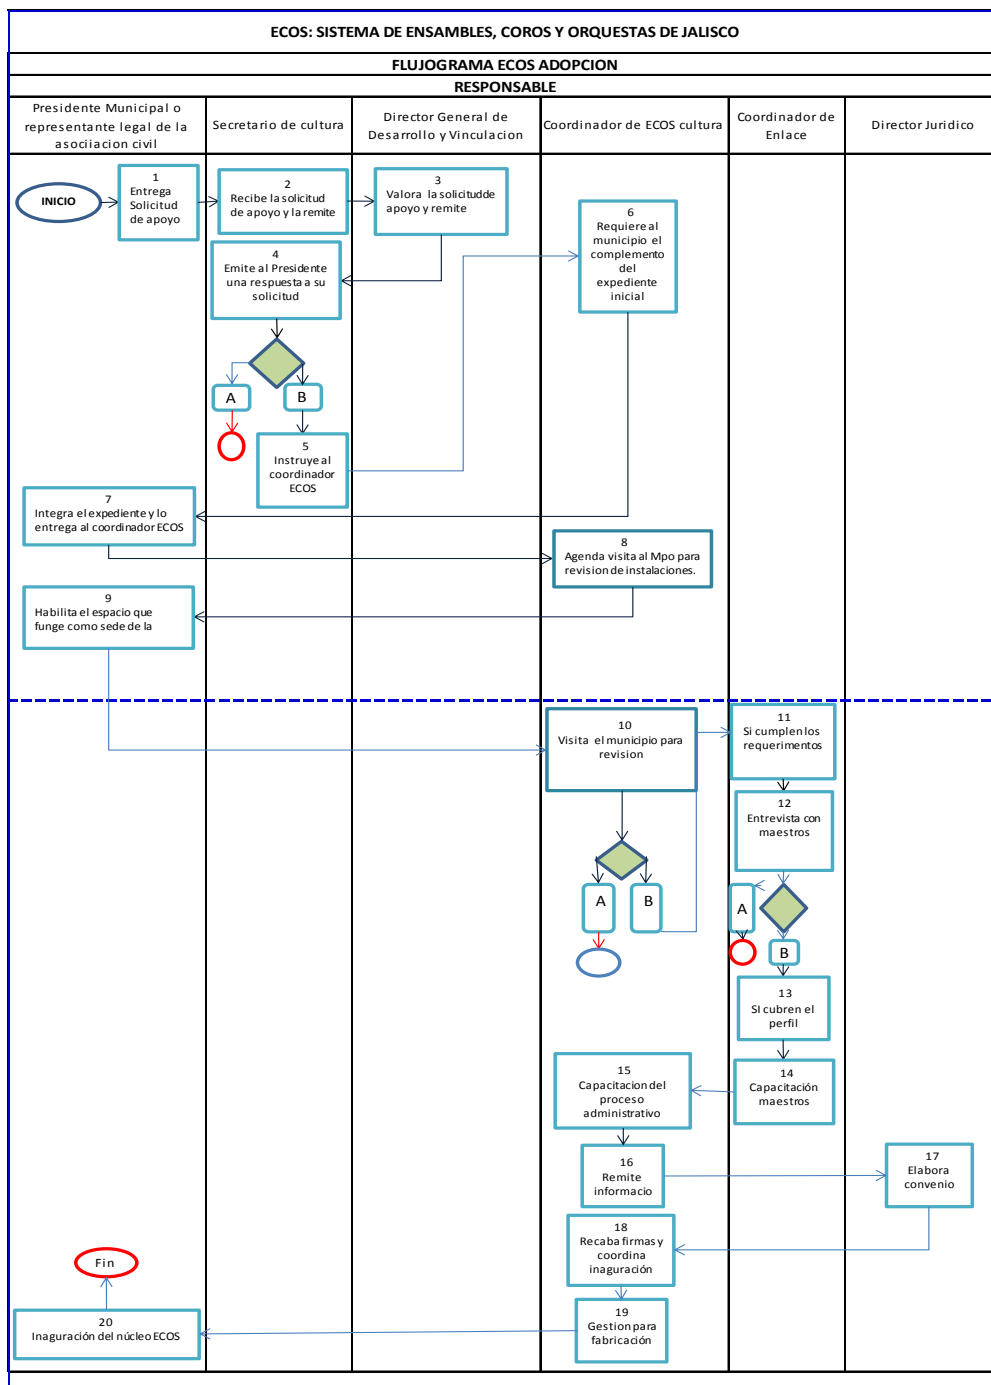 ECOS: SISTEMA DE ENSAMBLES, COROS Y ORQUESTAS DE JALISCO
FLUJOGRAMA ECOS ADOPCION
RESPONSABLE
Presidente Municipal o
representante legal de la
asociiacion civil
Secretario de cultura
Director General de
Desarrollo y Vinculacion
Coordinador de ECOS cultura
Coordinador de
Enlace
Director Juridico
INICIO
1
Entrega
Solicitud
de apoyo
2
Recibe la solicitud
de apoyo y la remite
3
Valora la solicitudde
apoyo y remite
4
Emite al Presidente
una respuesta a su
solicitud
6
Requiere al
municipio el
complemento
del
expediente
inicial
A
B
5
Instruye al
coordinador
ECOS
7
Integra el expediente y lo
entrega al coordinador ECOS
8
Agenda visita al Mpo para
revision de instalaciones.
9
Habilita el espacio que
funge como sede de la
10
Visita el municipio para
revision
11
Si cumplen los
requerimentos
12
Entrevista con
maestros
A
B
A
B
13
SI cubren el
perfil
14
Capacitación
maestros
15
Capacitacion del
proceso
administrativo
16
Remite
informacio
17
Elabora
convenio
18
Recaba firmas y
coordina
inaguración
19
Gestion para
fabricación
20
Inaguración del núcleo ECOS
Fin